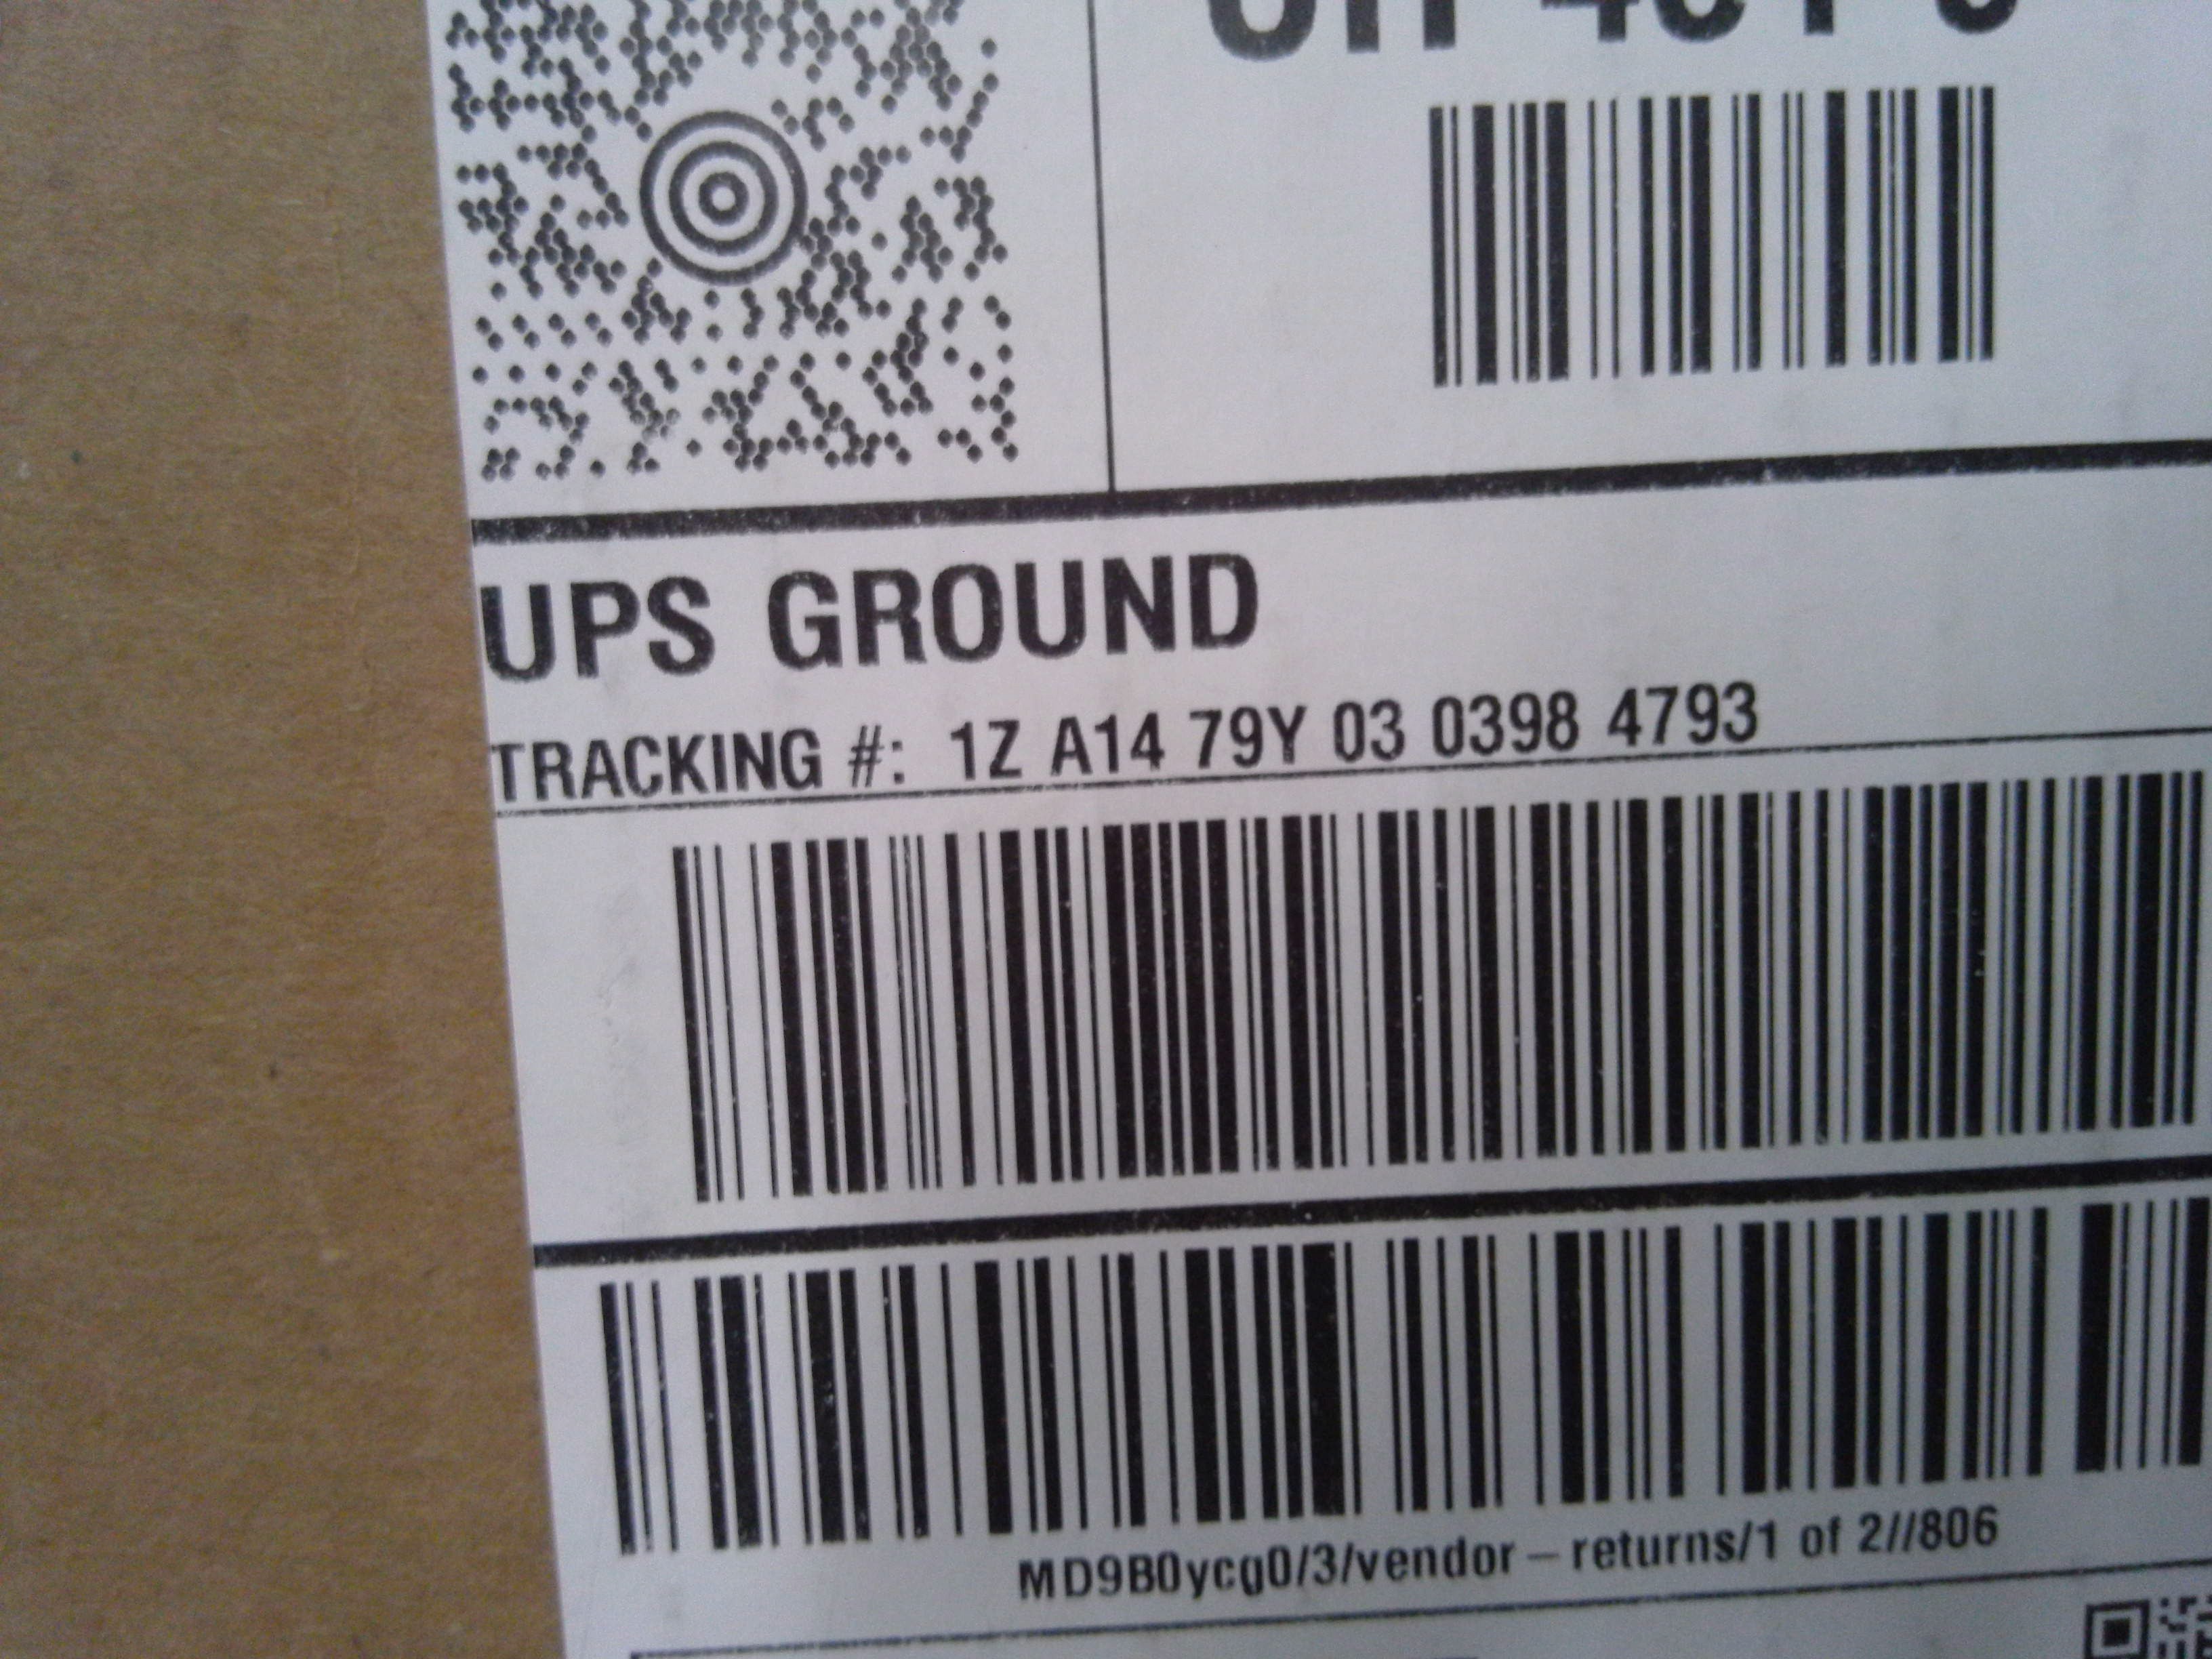 UPS GROUND
TRACKING #: 1Z A14 79Y 03 0398 4793
MD9B0ycg0/3/vendor-returns/1 of 2//806